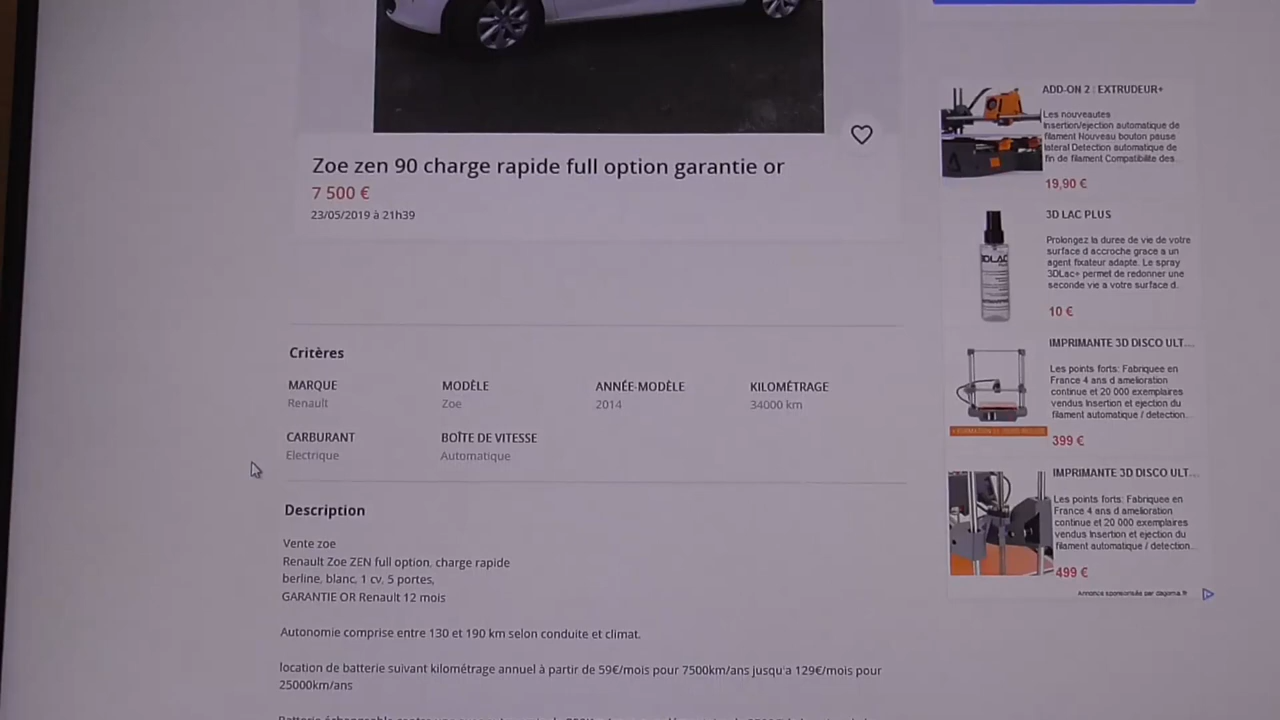 Zoe zen 90 charge rapide full option garantie or
7 500 €
23/05/2019 à 21h39
Critères
MARQUE
Renault
MODÈLE
Zoe
ANNÉE-MODÈLE
2014
KILOMÉTRAGE
34000 km
CARBURANT
Electrique
BOÎTE DE VITESSE
Automatique
Description
Vente zoe
Renault Zoe ZEN full option, charge rapide
berline, blanc, 1 cv, 5 portes,
GARANTIE OR Renault 12 mois
Autonomie comprise entre 130 et 190 km selon conduite et climat.
location de batterie suivant kilométrage annuel à partir de 59€/mois pour 7500km/ans jusqu'a 129€/mois pour
25000km/ans
ADD-ON 2 : EXTRUDEUR+
Les nouveautes
Insertion/ejection automatique de
filament Nouveau bouton pause
lateral Detection automatique de
fin de filament Compatibilite des...
19,90 €
3D LAC PLUS
Prolongez la duree de vie de votre
surface d accroche grace a un
agent fixateur adapte. Le spray
3DLac+ permet de redonner une
seconde vie a votre surface d...
3DLAC
10 €
IMPRIMANTE 3D DISCO ULT...
Les points forts: Fabriquee en
France 4 ans d amelioration
continue et 20 000 exemplaires
vendus Insertion et ejection du
filament automatique / detection...
399 €
IMPRIMANTE 3D DISCO ULT...
Les points forts: Fabriquee en
France 4 ans d amelioration
continue et 20 000 exemplaires
vendus Insertion et ejection du
filament automatique / detection...
499 €
Annonce sponsorisée par dagoma.fr